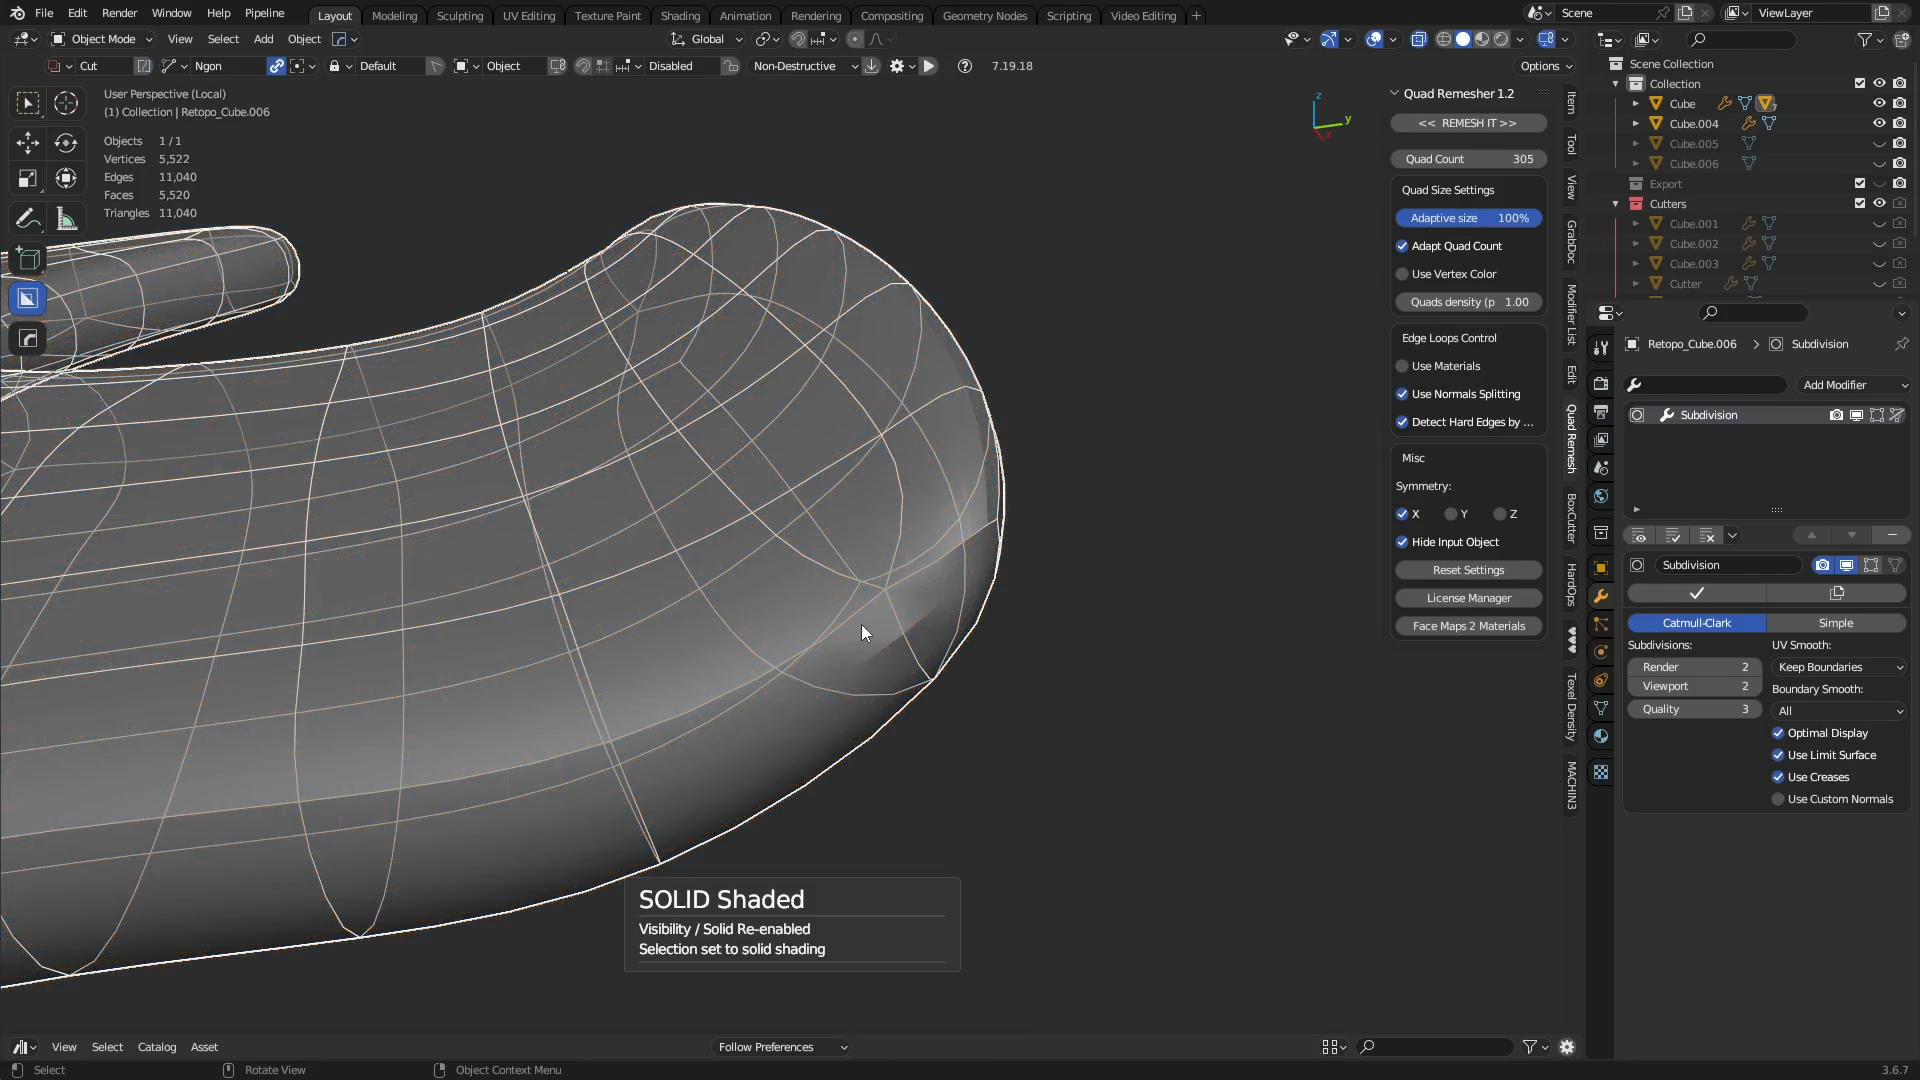 File Edit Render Window Help Pipeline Layout Modeling Sculpting UV Editing Texture Paint Shading Animation Rendering Compositing Geometry Nodes Scripting Video Editing + Scene ViewLayer
Object Mode View Select Add Object Global
Cut Ngon Default Object Disabled Non-Destructive 7.19.18 Options
User Perspective (Local)
(1) Collection | Retopo_Cube.006
Objects 1 / 1
Vertices 5,522
Edges 11,040
Faces 5,520
Triangles 11,040
z
y
x
Quad Remesher 1.2
<< REMESH IT >>
Quad Count 305
Quad Size Settings
Adaptive size 100%
Adapt Quad Count
Use Vertex Color
Quads density (p 1.00
Edge Loops Control
Use Materials
Use Normals Splitting
Detect Hard Edges by ...
Misc
Symmetry:
X Y Z
Hide Input Object
Reset Settings
License Manager
Face Maps 2 Materials
Item
Tool
View
GrabDoc
Modifier List
Edit
Quad Remesh
BoxCutter
HardOps
♥♥♥
Texel Density
MACHIN3
Scene Collection
Collection
Cube 7
Cube.004
Cube.005
Cube.006
Export
Cutters
Cube.001
Cube.002
Cube.003
Cutter
Retopo_Cube.006 > Subdivision
Add Modifier
Subdivision
Subdivision
Catmull-Clark Simple
Subdivisions: UV Smooth:
Render 2 Keep Boundaries
Viewport 2 Boundary Smooth:
Quality 3 All
Optimal Display
Use Limit Surface
Use Creases
Use Custom Normals
SOLID Shaded
Visibility / Solid Re-enabled
Selection set to solid shading
View Select Catalog Asset Follow Preferences
Select Rotate View Object Context Menu 3.6.7